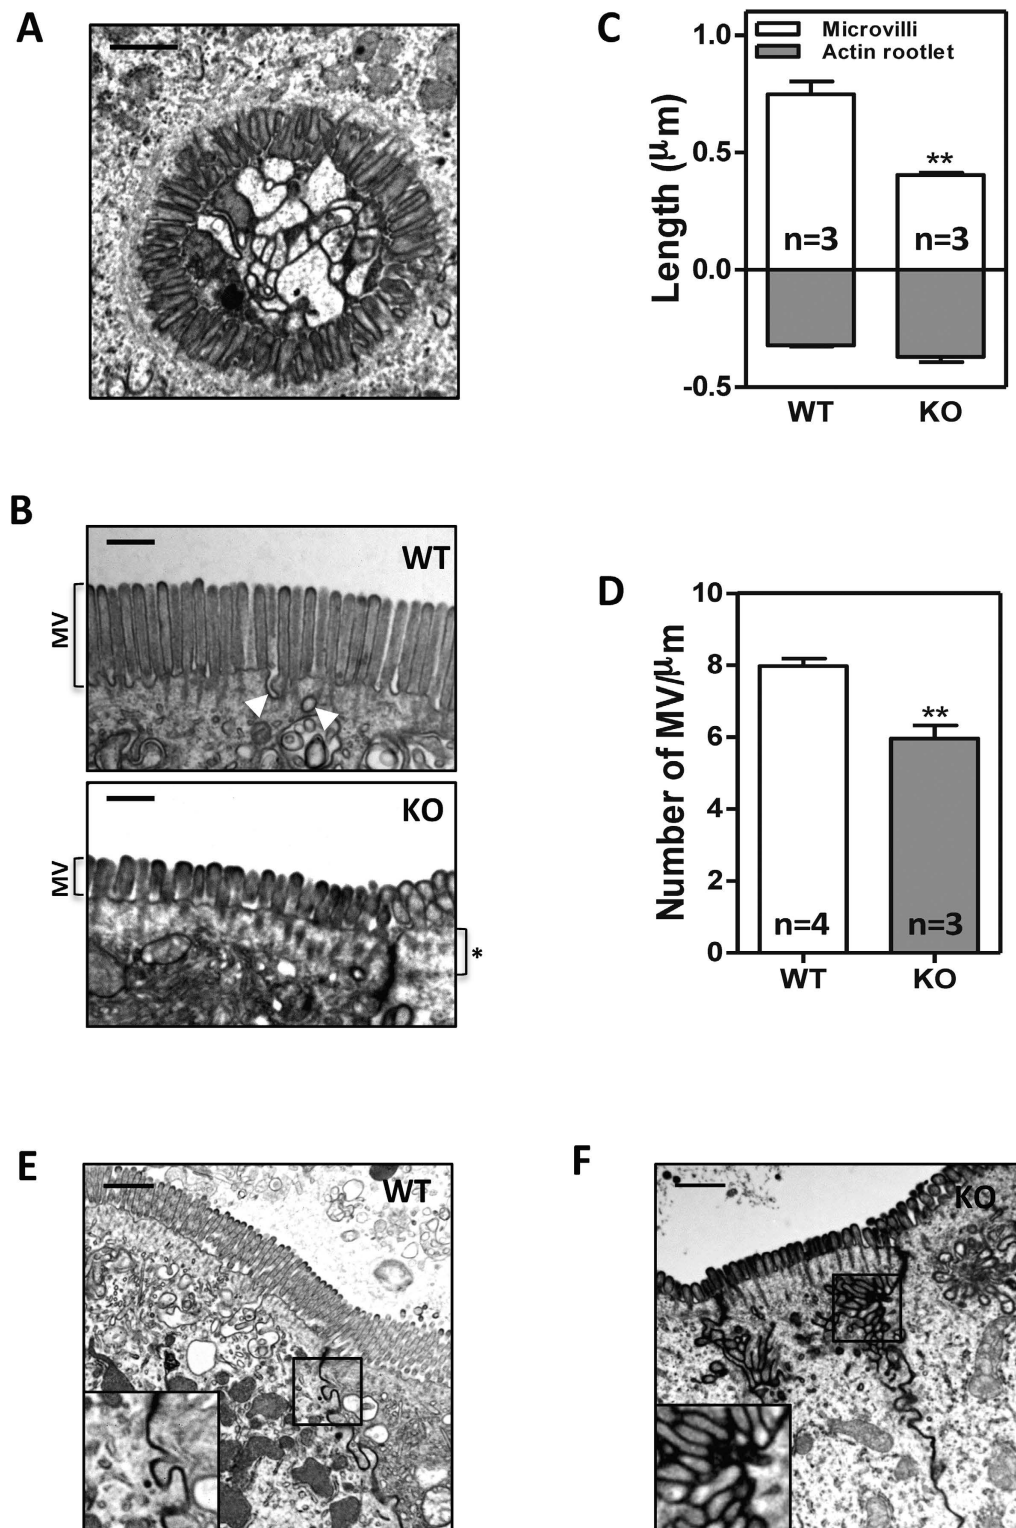 A
C
1.0
0.5
0.0
-0.5
Length (μm)
Microvilli
Actin rootlet
**
n=3
n=3
WT
KO
B
WT
MV
KO
MV
*
D
10
8
6
4
2
0
Number of MV/μm
**
n=4
n=3
WT
KO
E
WT
F
KO